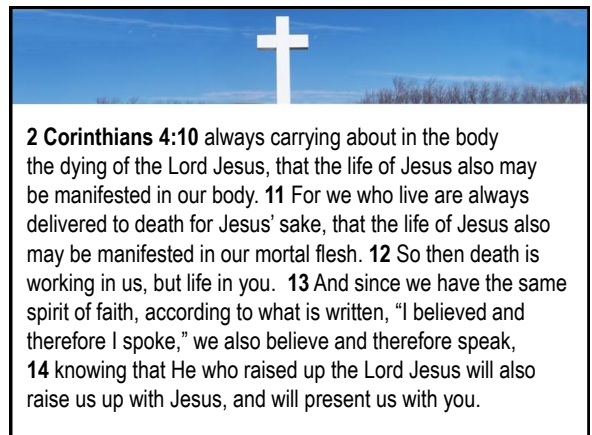 2 Corinthians 4:10 always carrying about in the body
the dying of the Lord Jesus, that the life of Jesus also may
be manifested in our body. 11 For we who live are always
delivered to death for Jesus’ sake, that the life of Jesus also
may be manifested in our mortal flesh. 12 So then death is
working in us, but life in you.  13 And since we have the same
spirit of faith, according to what is written, “I believed and
therefore I spoke,” we also believe and therefore speak,
14 knowing that He who raised up the Lord Jesus will also
raise us up with Jesus, and will present us with you.